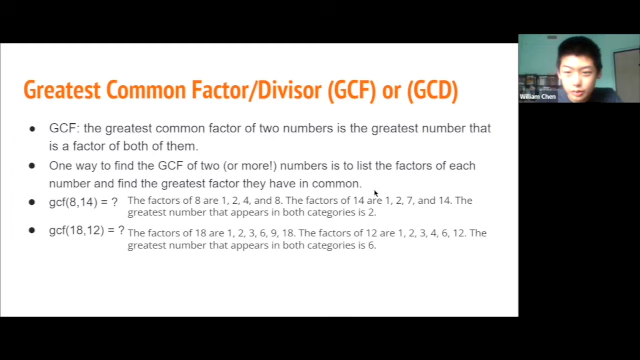 Greatest Common Factor/Divisor (GCF) or (GCD)
● GCF: the greatest common factor of two numbers is the greatest number that
is a factor of both of them.
● One way to find the GCF of two (or more!) numbers is to list the factors of each
number and find the greatest factor they have in common.
● gcf(8,14) = ? The factors of 8 are 1, 2, 4, and 8. The factors of 14 are 1, 2, 7, and 14. The
greatest number that appears in both categories is 2.
● gcf(18,12) = ? The factors of 18 are 1, 2, 3, 6, 9, 18. The factors of 12 are 1, 2, 3, 4, 6, 12. The
greatest number that appears in both categories is 6.
William Chen